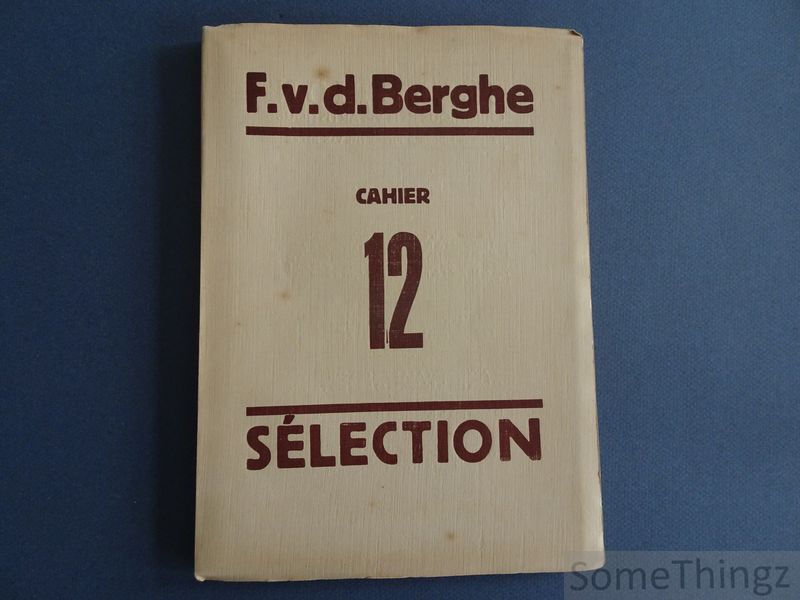 F.v.d.Berghe
CAHIER
12
SÉLECTION
SomeThingz